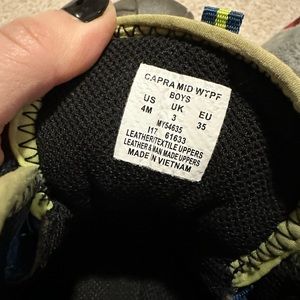 CAPRA MID WTPF
BOYS
US UK EU
4M 3 35
MY54635
I17 61633
LEATHER/TEXTILE UPPERS
LEATHER & MAN MADE UPPERS
MADE IN VIETNAM